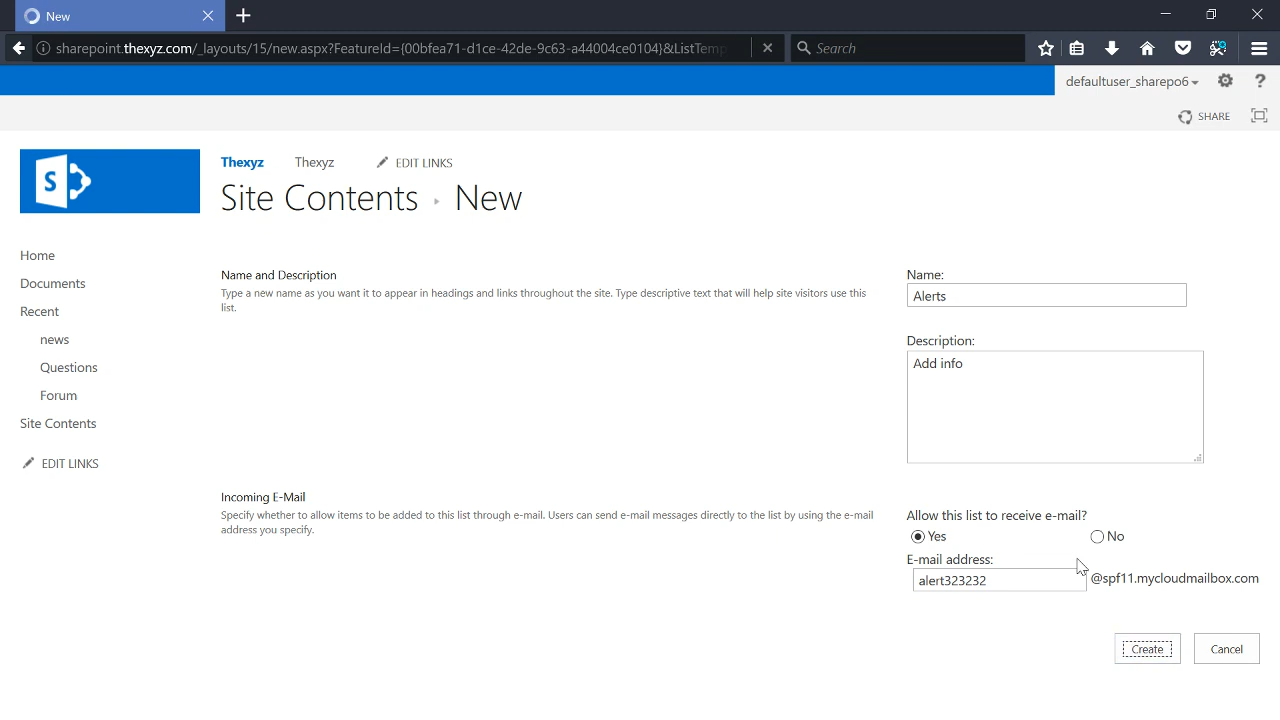 New
sharepoint.thexyz.com/_layouts/15/new.aspx?FeatureId={00bfea71-d1ce-42de-9c63-a44004ce0104}&ListTemp
Search
defaultuser_sharepo6
SHARE
S
Thexyz Thexyz EDIT LINKS
Site Contents New
Home
Documents
Recent
news
Questions
Forum
Site Contents
EDIT LINKS
Name and Description
Type a new name as you want it to appear in headings and links throughout the site. Type descriptive text that will help site visitors use this
list.
Name:
Alerts
Description:
Add info
Incoming E-Mail
Specify whether to allow items to be added to this list through e-mail. Users can send e-mail messages directly to the list by using the e-mail
address you specify.
Allow this list to receive e-mail?
Yes No
E-mail address:
alert323232 @spf11.mycloudmailbox.com
Create Cancel